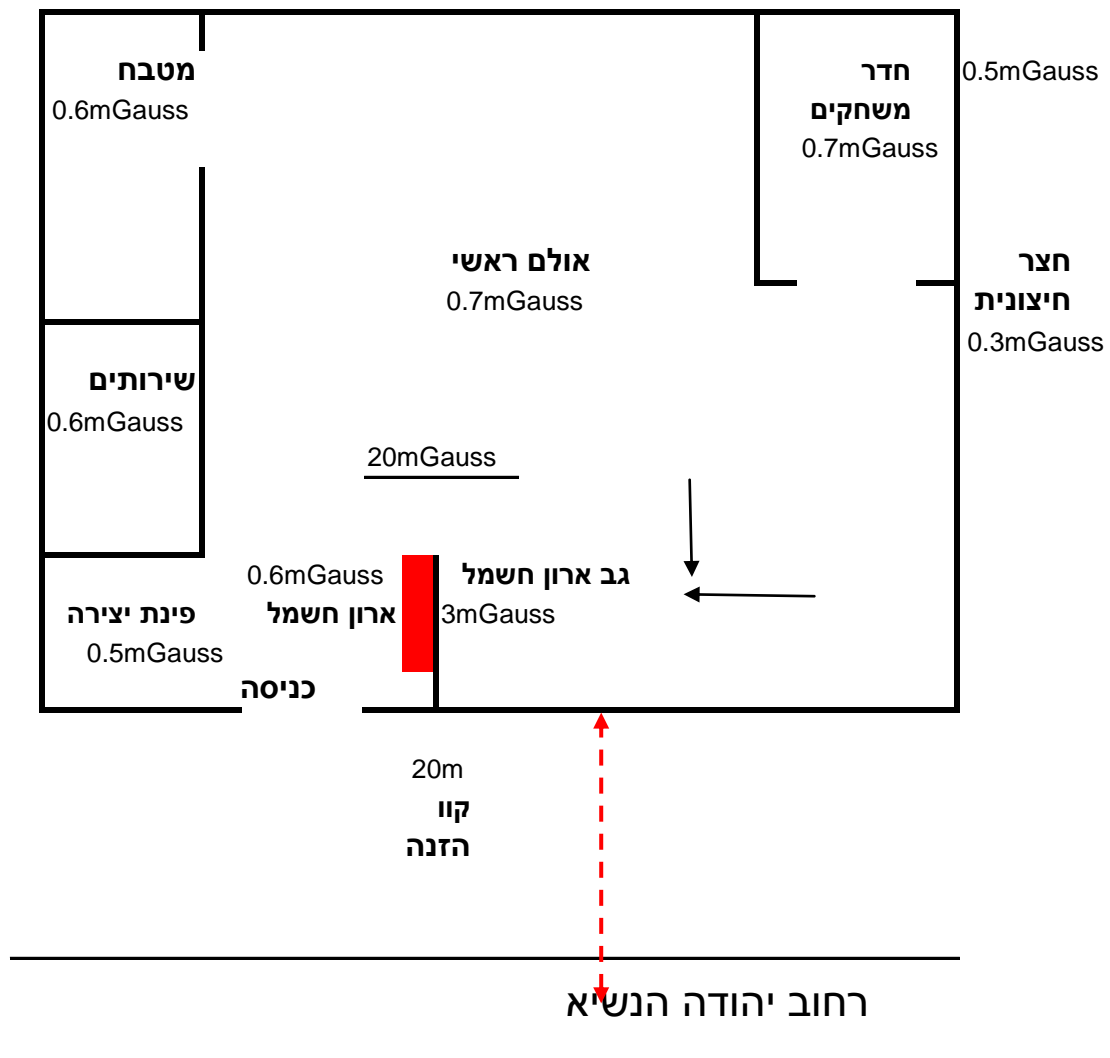 מטבח
0.6mGauss
חדר
משחקים
0.7mGauss
0.5mGauss
אולם ראשי
0.7mGauss
חצר
חיצונית
0.3mGauss
שירותים
0.6mGauss
20mGauss
0.6mGauss
ארון חשמל
גב ארון חשמל
3mGauss
פינת יצירה
0.5mGauss
כניסה
20m
קוו
הזנה
רחוב יהודה הנשיא